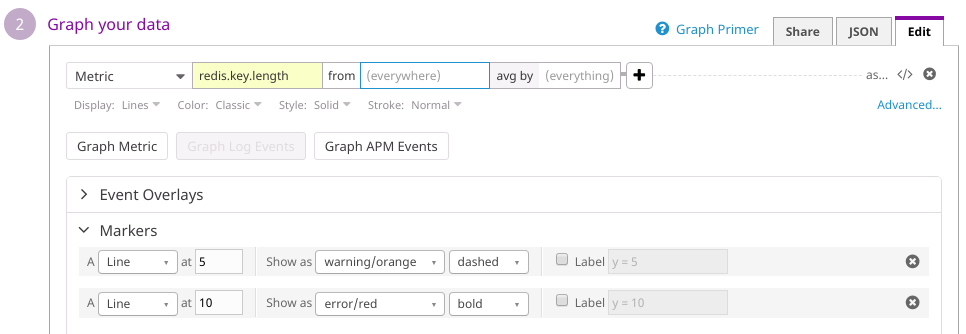 2 Graph your data
? Graph Primer Share JSON Edit
Metric redis.key.length from (everywhere) avg by (everything) + as... </>
Display: Lines Color: Classic Style: Solid Stroke: Normal Advanced...
Graph Metric Graph Log Events Graph APM Events
Event Overlays
Markers
A Line at 5 Show as warning/orange dashed Label y = 5
A Line at 10 Show as error/red bold Label y = 10